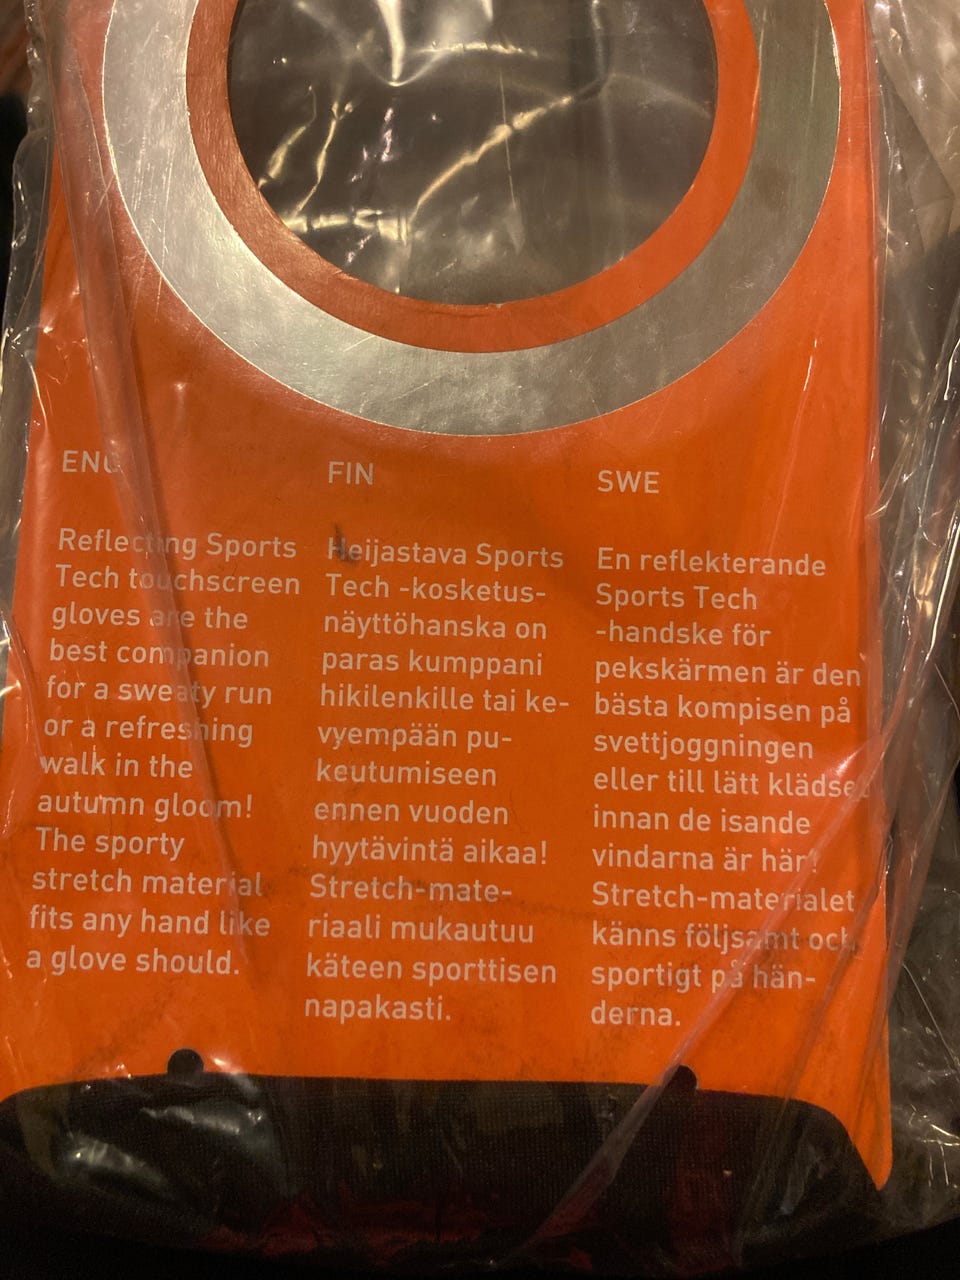 ENG
Reflecting Sports
Tech touchscreen
gloves are the
best companion
for a sweaty run
or a refreshing
walk in the
autumn gloom!
The sporty
stretch material
fits any hand like
a glove should.
FIN
Heijastava Sports
Tech -kosketus-
näyttöhanska on
paras kumppani
hikilenkille tai ke-
vyempään pu-
keutumiseen
ennen vuoden
hyytävintä aikaa!
Stretch-mate-
riaali mukautuu
käteen sporttisen
napakasti.
SWE
En reflekterande
Sports Tech
-handske för
pekskärmen är den
bästa kompisen på
svettjoggningen
eller till lätt klädsel
innan de isande
vindarna är här!
Stretch-materialet
känns följsamt och
sportigt på hän-
derna.